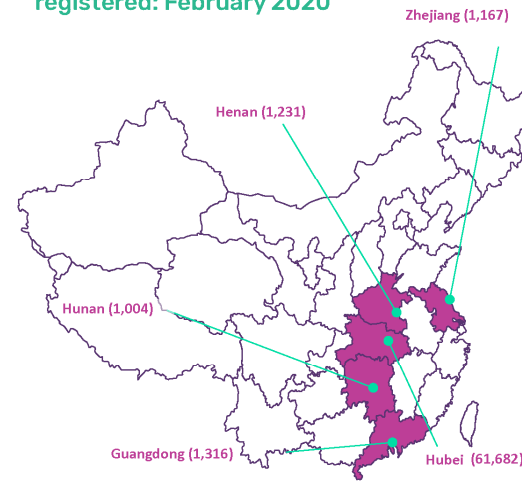 registered: February 2020
Zhejiang (1,167)
Henan (1,231)
Hunan (1,004)
Guangdong (1,316)
Hubei (61,682)